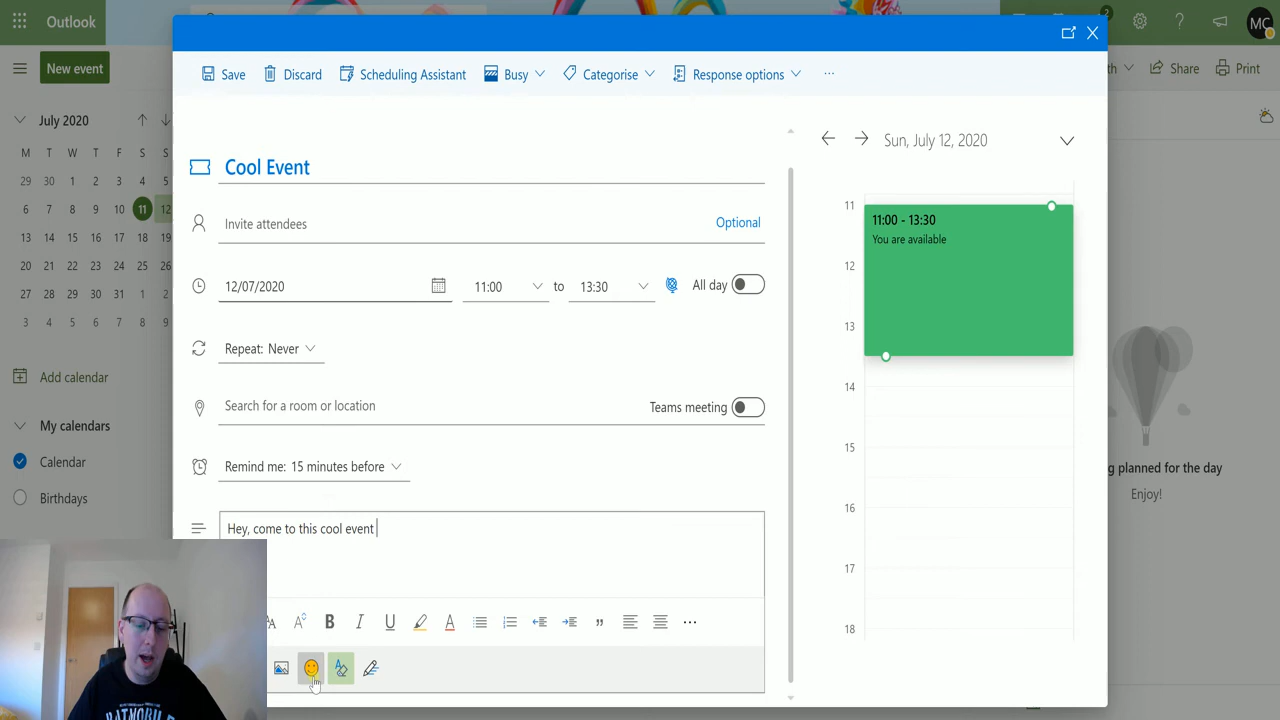 Outlook
2
MC
New event
Share
Print
Save
Discard
Scheduling Assistant
Busy
Categorise
Response options
...
July 2020
M T W T F S S
29 30 1 2 3 4 5
6 7 8 9 10 11 12
13 14 15 16 17 18 19
20 21 22 23 24 25 26
27 28 29 30 31 1 2
3 4 5 6 7 8 9
Add calendar
My calendars
Calendar
Birthdays
Cool Event
Invite attendees
Optional
12/07/2020
11:00
to
13:30
All day
Repeat: Never
Search for a room or location
Teams meeting
Remind me: 15 minutes before
Hey, come to this cool event
B I U A
...
Sun, July 12, 2020
11
11:00 - 13:30
You are available
12
13
14
15
16
17
18
g planned for the day
Enjoy!